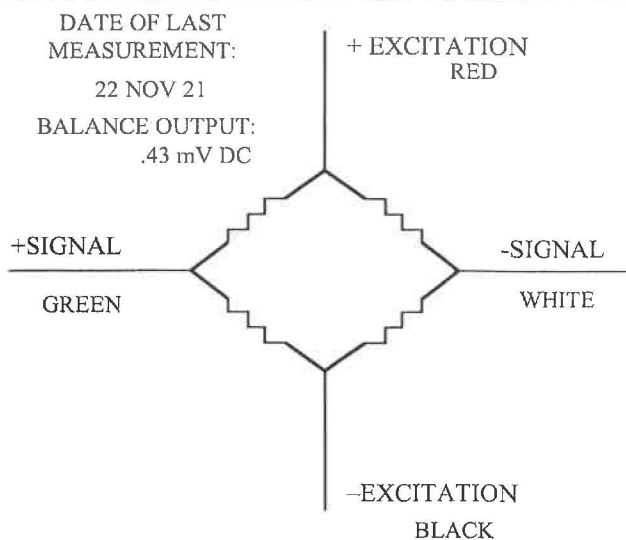 DATE OF LAST
MEASUREMENT:
22 NOV 21
BALANCE OUTPUT:
.43 mV DC
+ EXCITATION
RED
+SIGNAL
GREEN
-SIGNAL
WHITE
–EXCITATION
BLACK